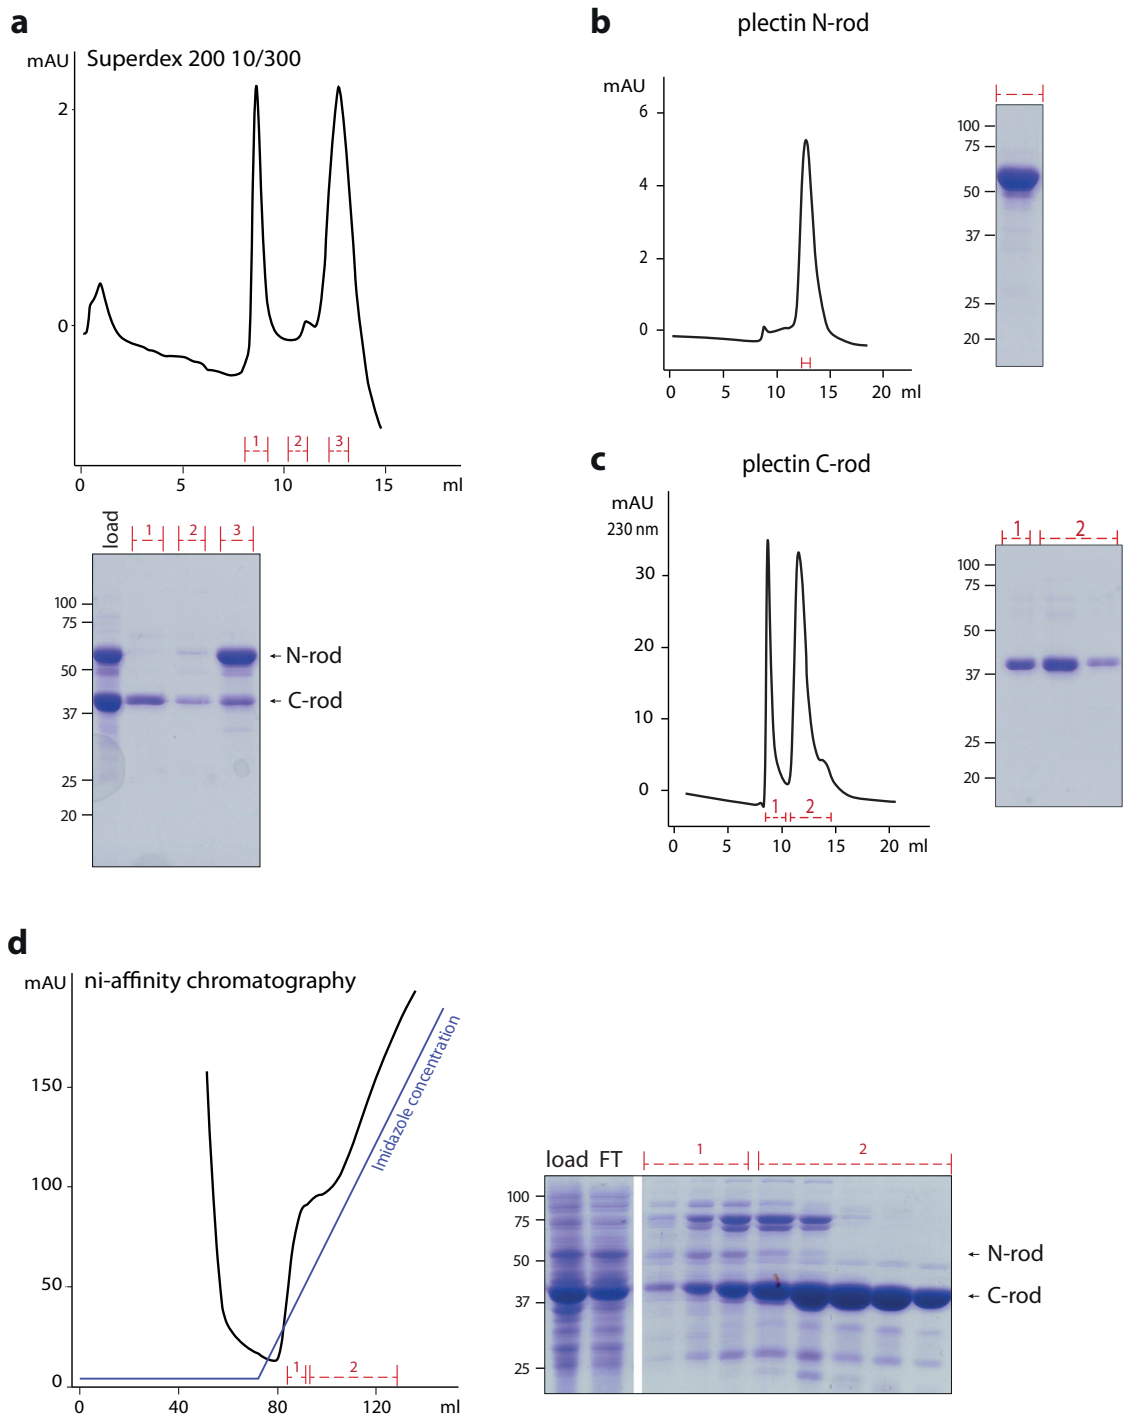 a
mAU
Superdex 200 10/300
2
0
1
2
3
0
5
10
15
ml
load
1
2
3
100
75
50
37
25
20
N-rod
C-rod
b
plectin N-rod
mAU
6
4
2
0
0
5
10
15
20
ml
100
75
50
37
25
20
c
plectin C-rod
mAU
230 nm
30
20
10
0
1
2
0
5
10
15
20
ml
1
2
100
75
50
37
25
20
d
mAU
ni-affinity chromatography
150
100
50
0
Imidazole concentration
1
2
0
40
80
120
ml
load
FT
1
2
100
75
50
37
25
N-rod
C-rod